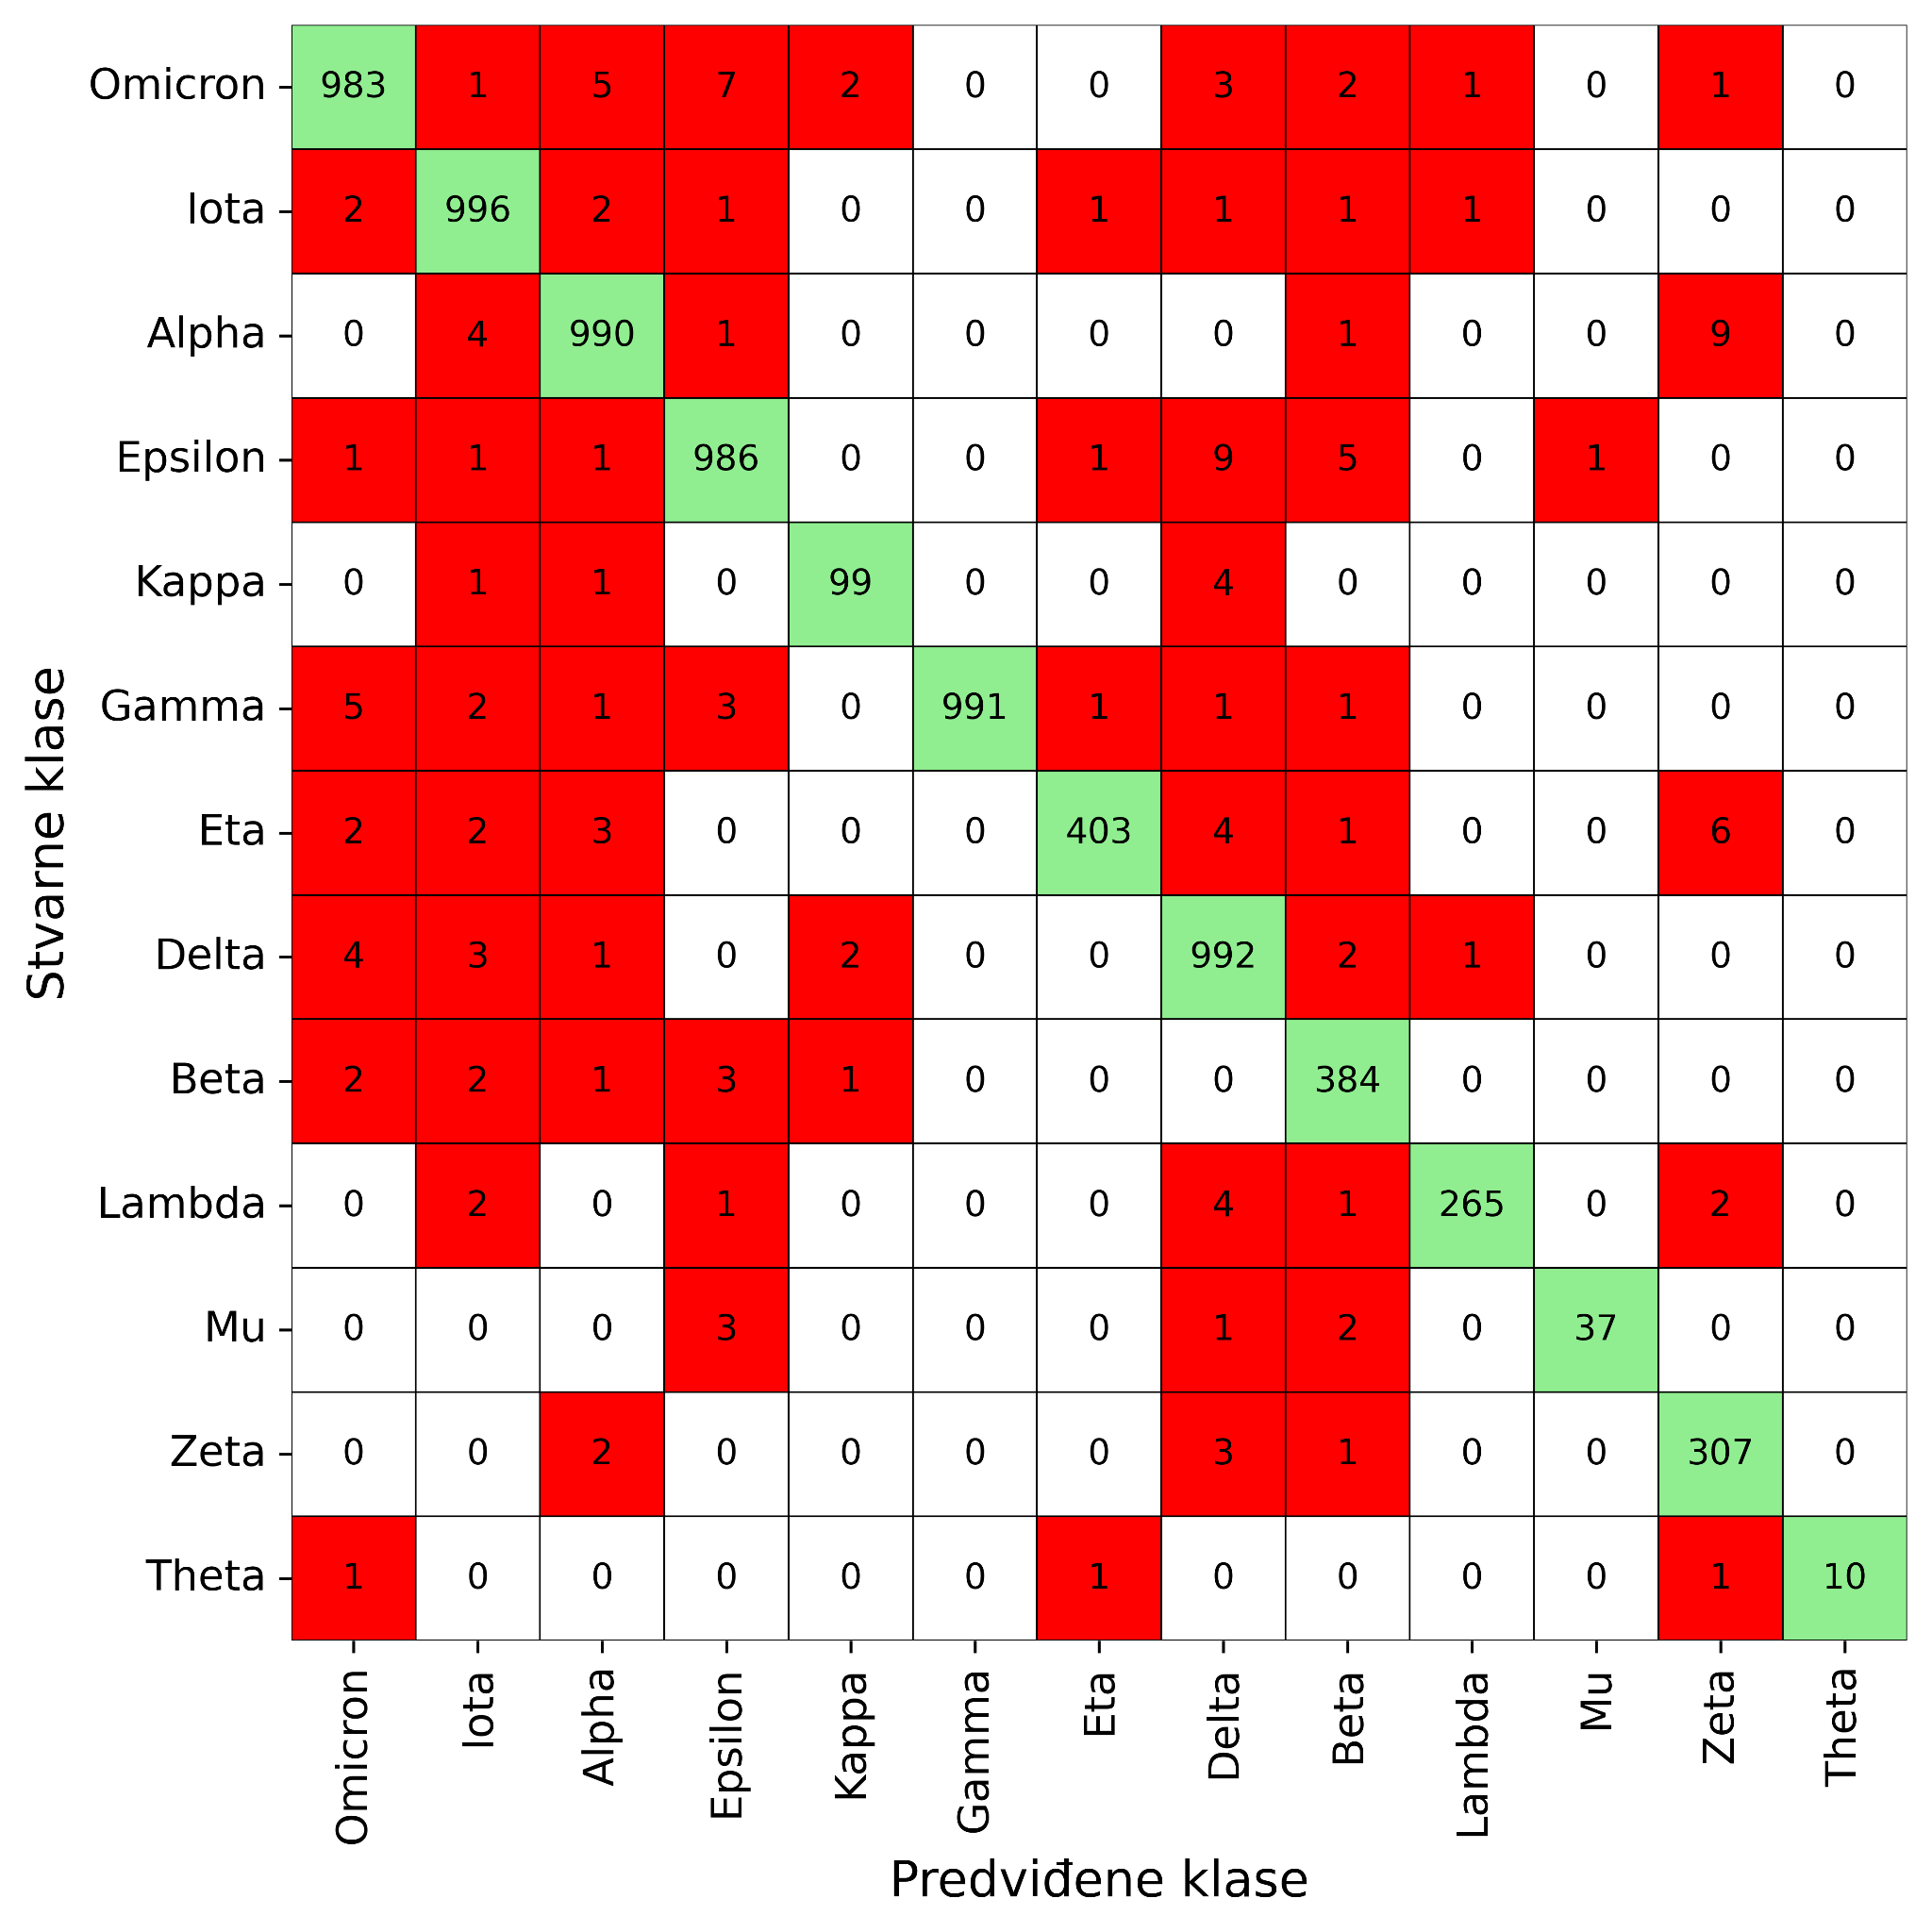 Omicron 983 1 5 7 2 0 0 3 2 1 0 1 0
Iota 2 996 2 1 0 0 1 1 1 1 0 0 0
Alpha 0 4 990 1 0 0 0 0 1 0 0 9 0
Epsilon 1 1 1 986 0 0 1 9 5 0 1 0 0
Kappa 0 1 1 0 99 0 0 4 0 0 0 0 0
Gamma 5 2 1 3 0 991 1 1 1 0 0 0 0
Eta 2 2 3 0 0 0 403 4 1 0 0 6 0
Delta 4 3 1 0 2 0 0 992 2 1 0 0 0
Beta 2 2 1 3 1 0 0 0 384 0 0 0 0
Lambda 0 2 0 1 0 0 0 4 1 265 0 2 0
Mu 0 0 0 3 0 0 0 1 2 0 37 0 0
Zeta 0 0 2 0 0 0 0 3 1 0 0 307 0
Theta 1 0 0 0 0 0 1 0 0 0 0 1 10
Omicron Iota Alpha Epsilon Kappa Gamma Eta Delta Beta Lambda Mu Zeta Theta
Predviđene klase
Stvarne klase